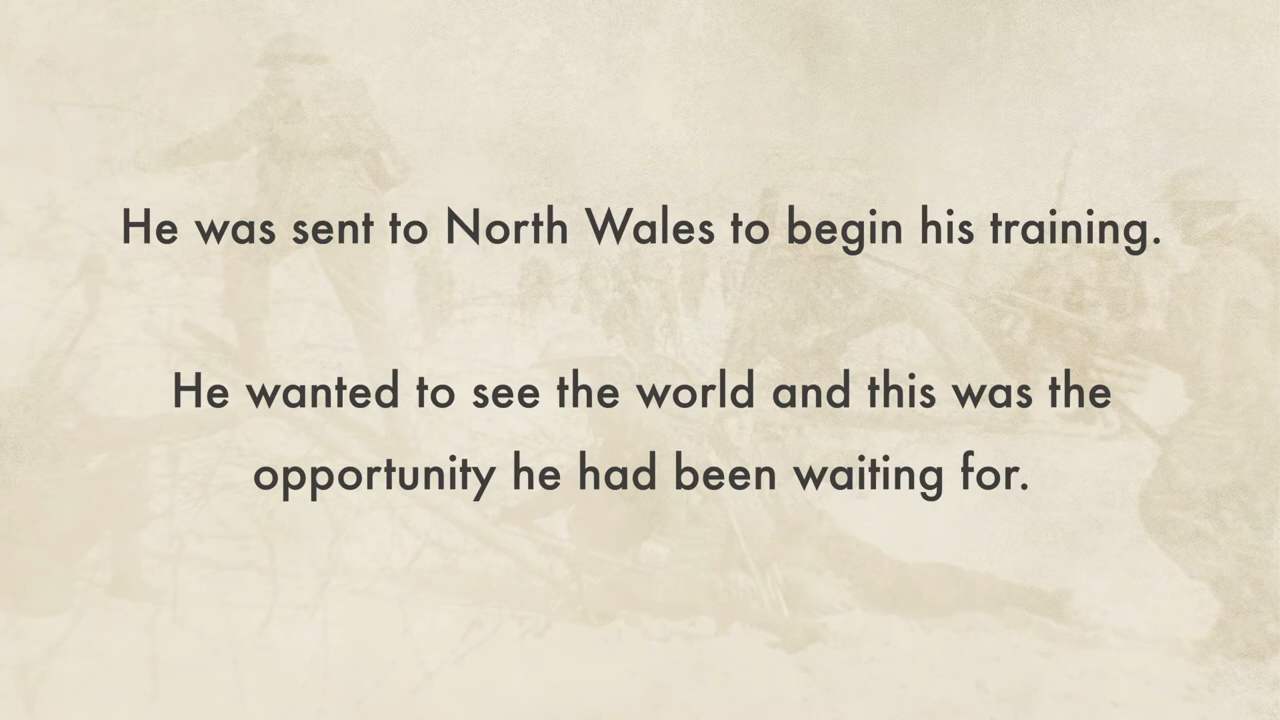 He was sent to North Wales to begin his training.
He wanted to see the world and this was the
opportunity he had been waiting for.